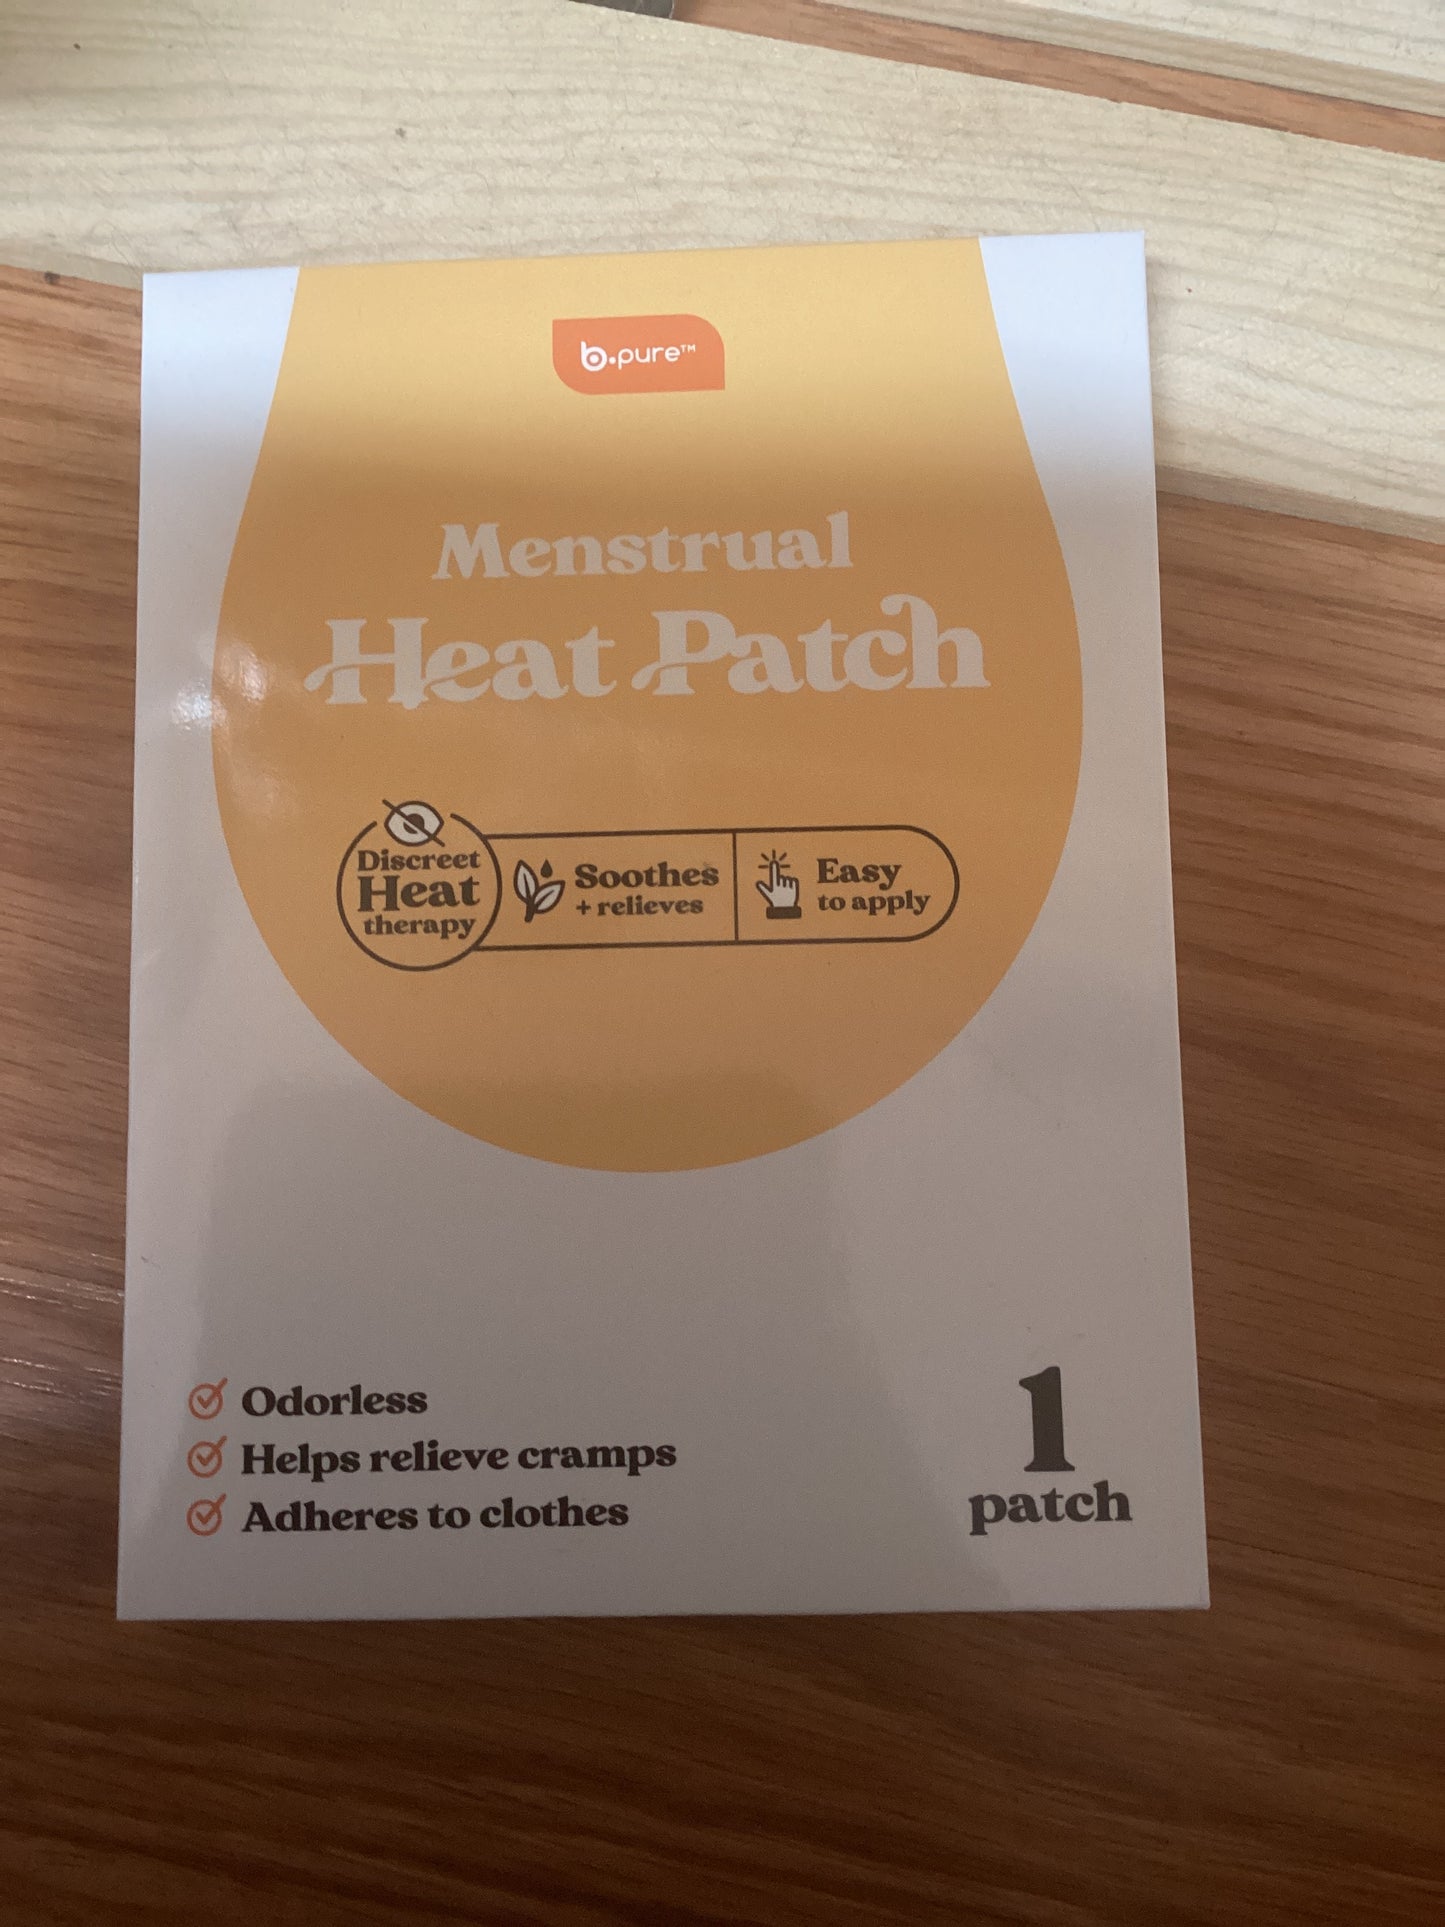 b.pure™
Menstrual
Heat Patch
Discreet
Heat
therapy
Soothes
+ relieves
Easy
to apply
Odorless
Helps relieve cramps
Adheres to clothes
1
patch